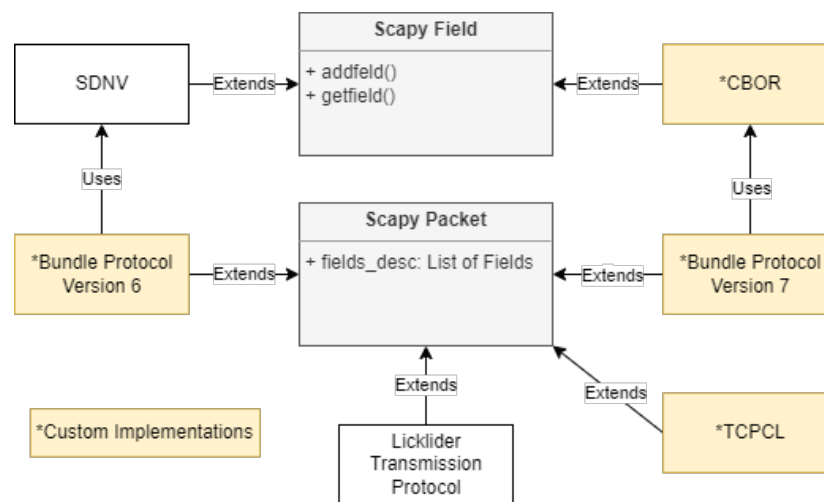 Scapy Field
SDNV
Extends
+ addfeld()
+ getfield()
Extends
*CBOR
Uses
Uses
Scapy Packet
*Bundle Protocol
Version 6
Extends
+ fields_desc: List of Fields
Extends
*Bundle Protocol
Version 7
Extends
Extends
*Custom Implementations
Licklider
Transmission
Protocol
*TCPCL